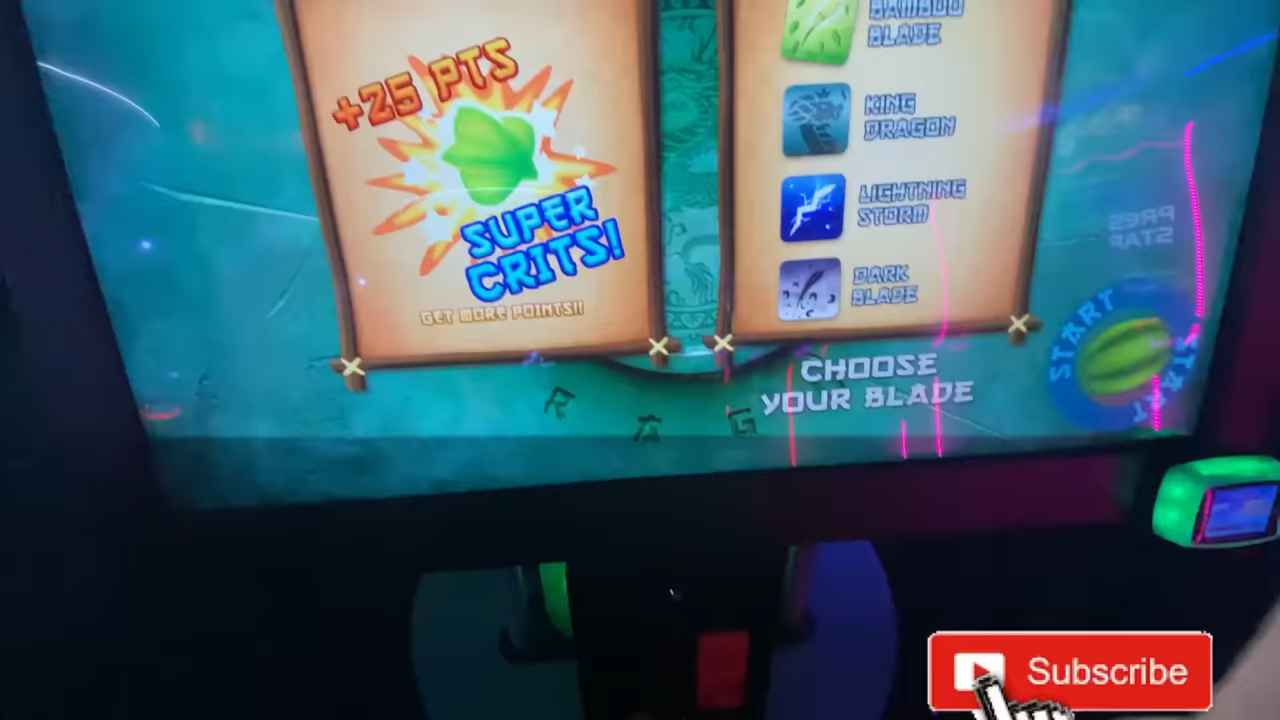 +25 PTS
SUPER
CRITS!
GET MORE POINTS!!
BAMBOO
BLADE
KING
DRAGON
LIGHTNING
STORM
DARK
BLADE
CHOOSE
YOUR BLADE
START
START
Subscribe